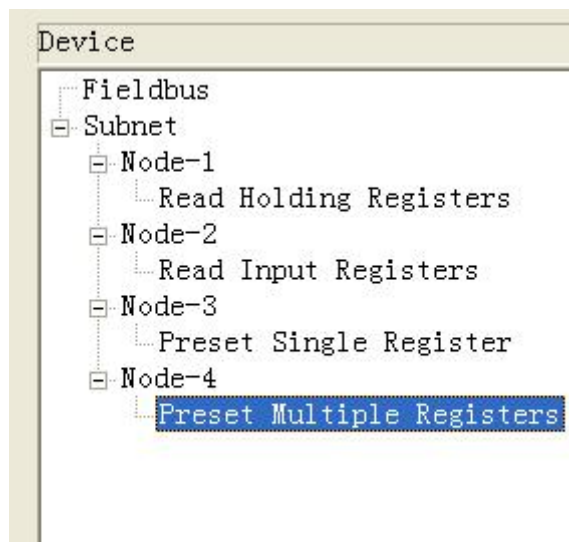 Device
Fieldbus
Subnet
Node-1
Read Holding Registers
Node-2
Read Input Registers
Node-3
Preset Single Register
Node-4
Preset Multiple Registers